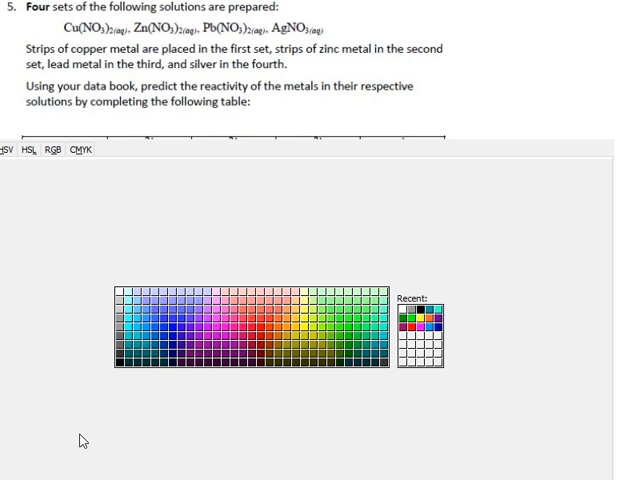 5. Four sets of the following solutions are prepared:
Cu(NO₃)₂₍aq₎, Zn(NO₃)₂₍aq₎, Pb(NO₃)₂₍aq₎, AgNO₃₍aq₎
Strips of copper metal are placed in the first set, strips of zinc metal in the second
set, lead metal in the third, and silver in the fourth.
Using your data book, predict the reactivity of the metals in their respective
solutions by completing the following table:
HSV HSL RGB CMYK
Recent: